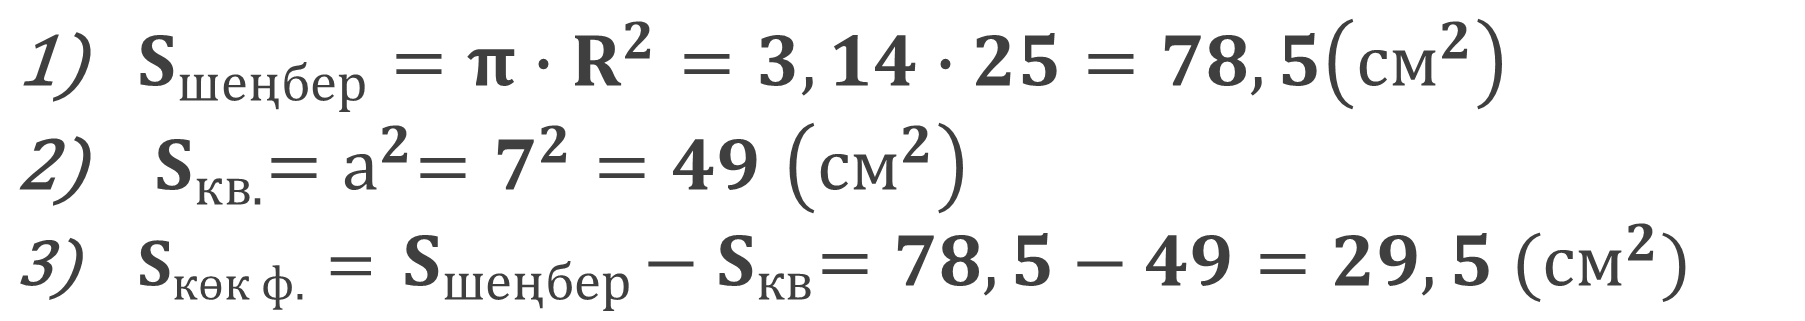 1) Sшеңбер = π · R² = 3,14 · 25 = 78,5(см²)
2) Sкв.= а²= 7² = 49 (см²)
3) Sкөк ф. = Sшеңбер − Sкв= 78,5 − 49 = 29,5 (см²)